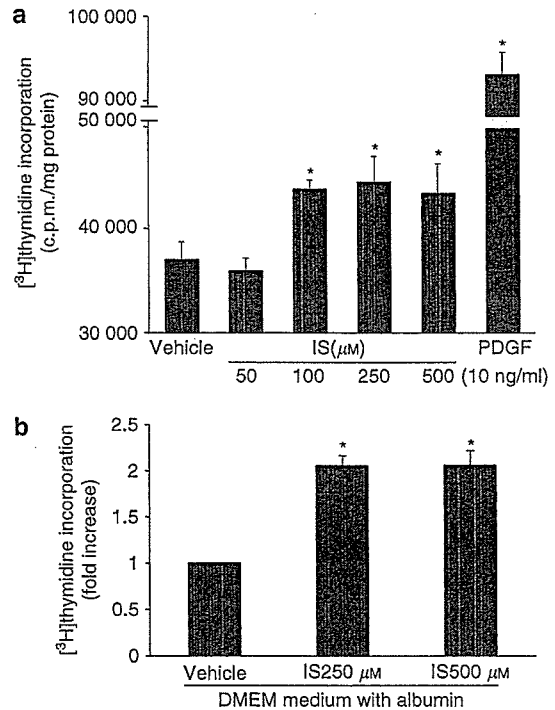 a
[³H]thymidine incorporation
(c.p.m./mg protein)
100 000
90 000
50 000
40 000
30 000
*
*
*
*
Vehicle
IS(μM)
PDGF
50 100 250 500 (10 ng/ml)
b
[³H]thymidine incorporation
(fold increase)
2.5
2
1.5
1
0.5
0
*
*
Vehicle IS250 μM IS500 μM
DMEM medium with albumin